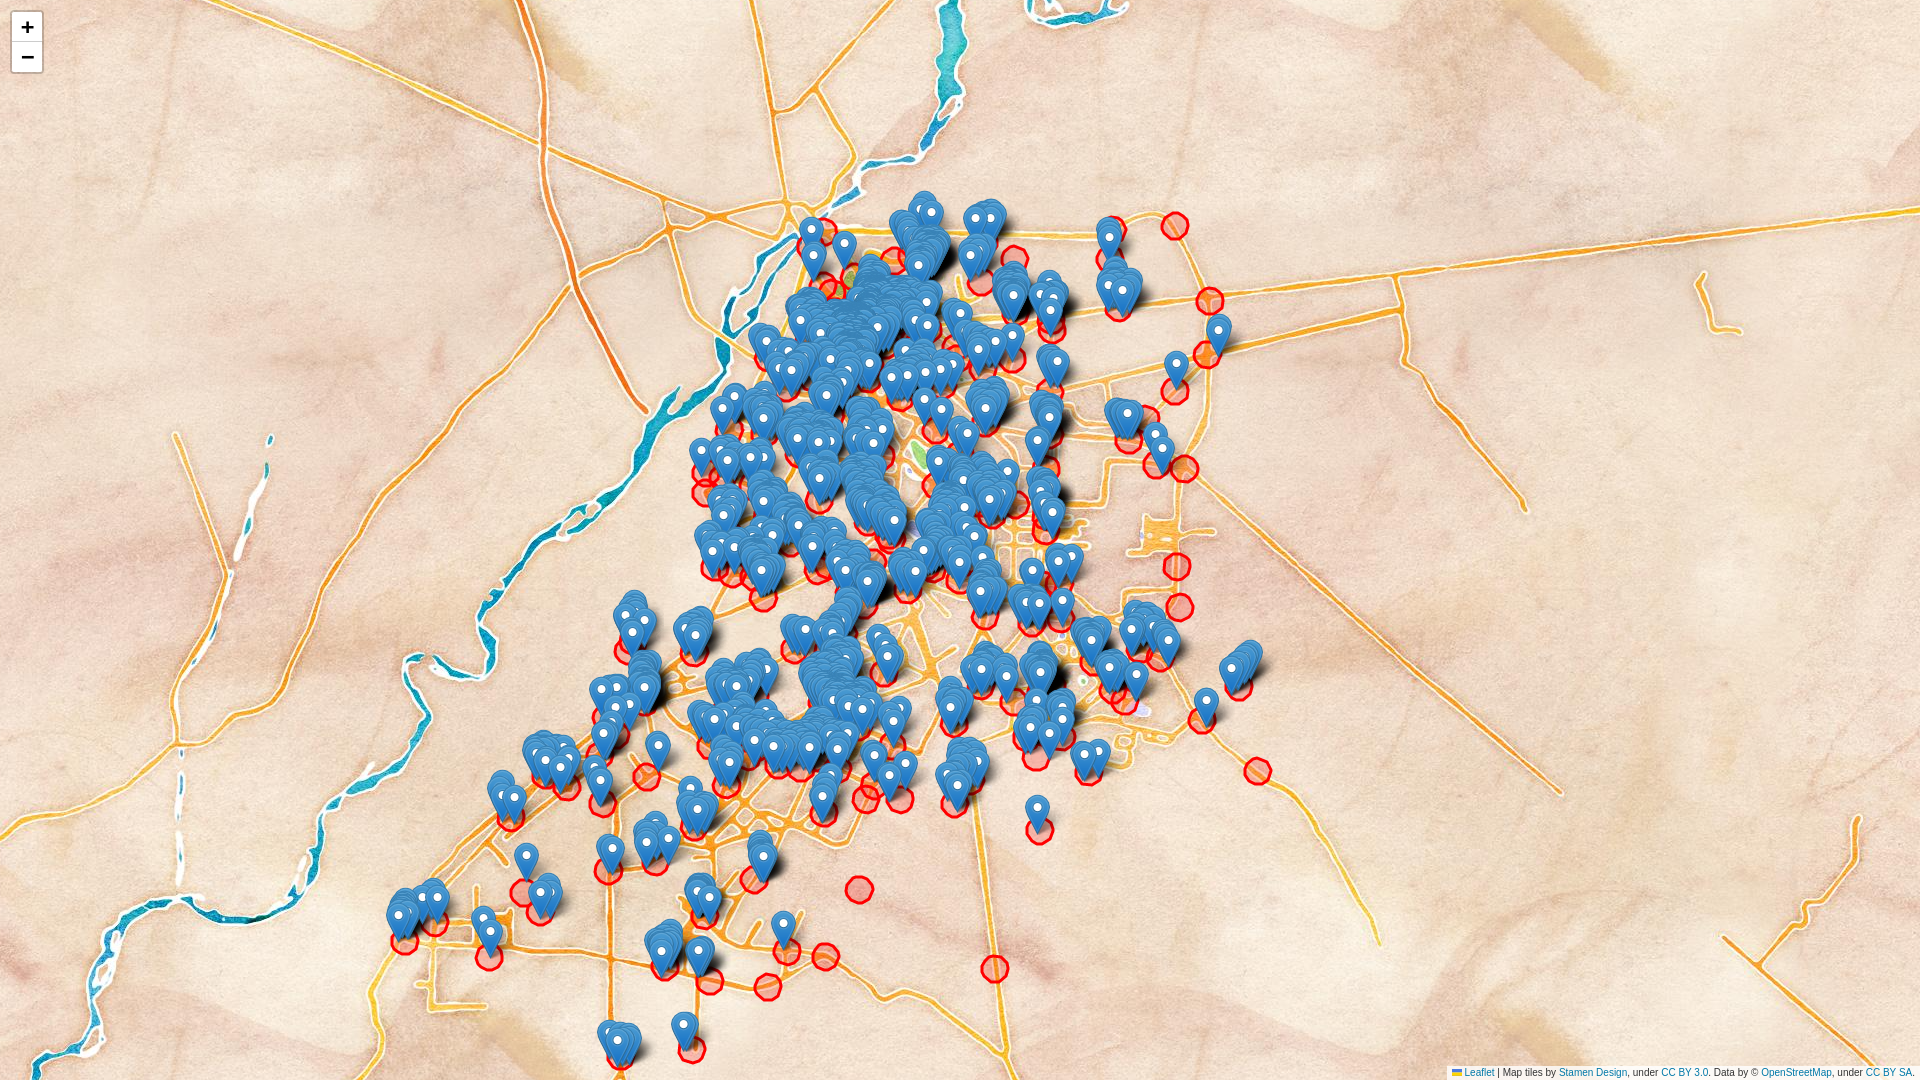 +
−
Leaflet | Map tiles by Stamen Design, under CC BY 3.0. Data by © OpenStreetMap, under CC BY SA.